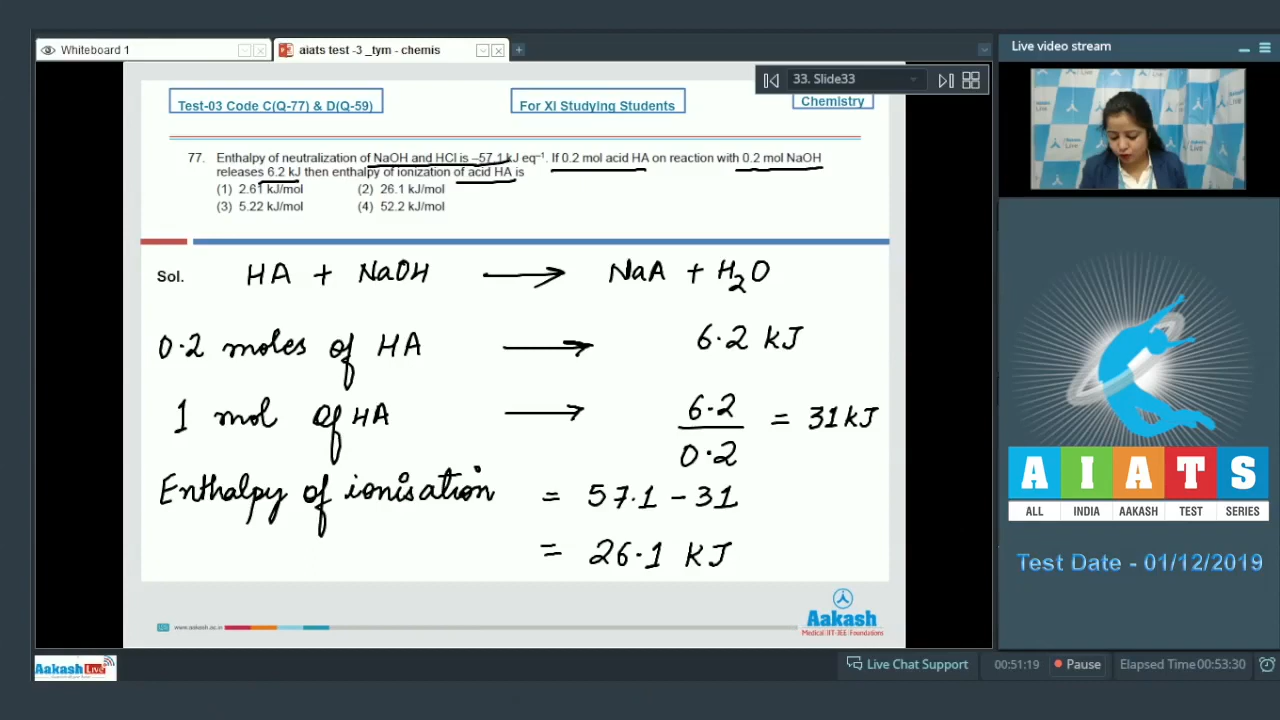 Whiteboard 1
aiats test -3 _tym - chemis
Live video stream
33. Slide33
Test-03 Code C(Q-77) & D(Q-59)
For XI Studying Students
Chemistry
77. Enthalpy of neutralization of NaOH and HCl is –57.1 kJ eq⁻¹. If 0.2 mol acid HA on reaction with 0.2 mol NaOH
releases 6.2 kJ then enthalpy of ionization of acid HA is
(1) 2.61 kJ/mol (2) 26.1 kJ/mol
(3) 5.22 kJ/mol (4) 52.2 kJ/mol
Sol. HA + NaOH → NaA + H₂O
0.2 moles of HA → 6.2 kJ
1 mol of HA → 6.2 / 0.2 = 31 kJ
Enthalpy of ionisation = 57.1 - 31
= 26.1 KJ
A I A T S
ALL INDIA AAKASH TEST SERIES
Test Date - 01/12/2019
www.aakash.ac.in
Aakash
Medical|IIT-JEE|Foundations
Aakash Live
Live Chat Support
00:51:19
Pause
Elapsed Time 00:53:30